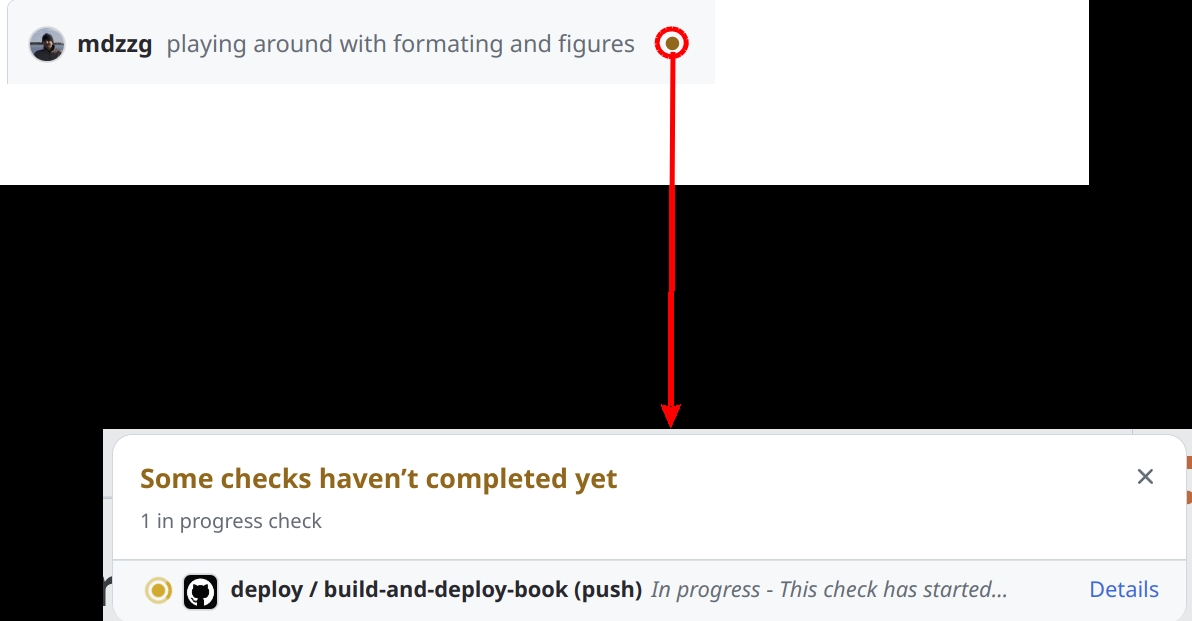 mdzzg playing around with formating and figures
Some checks haven’t completed yet
1 in progress check
deploy / build-and-deploy-book (push) In progress - This check has started... Details